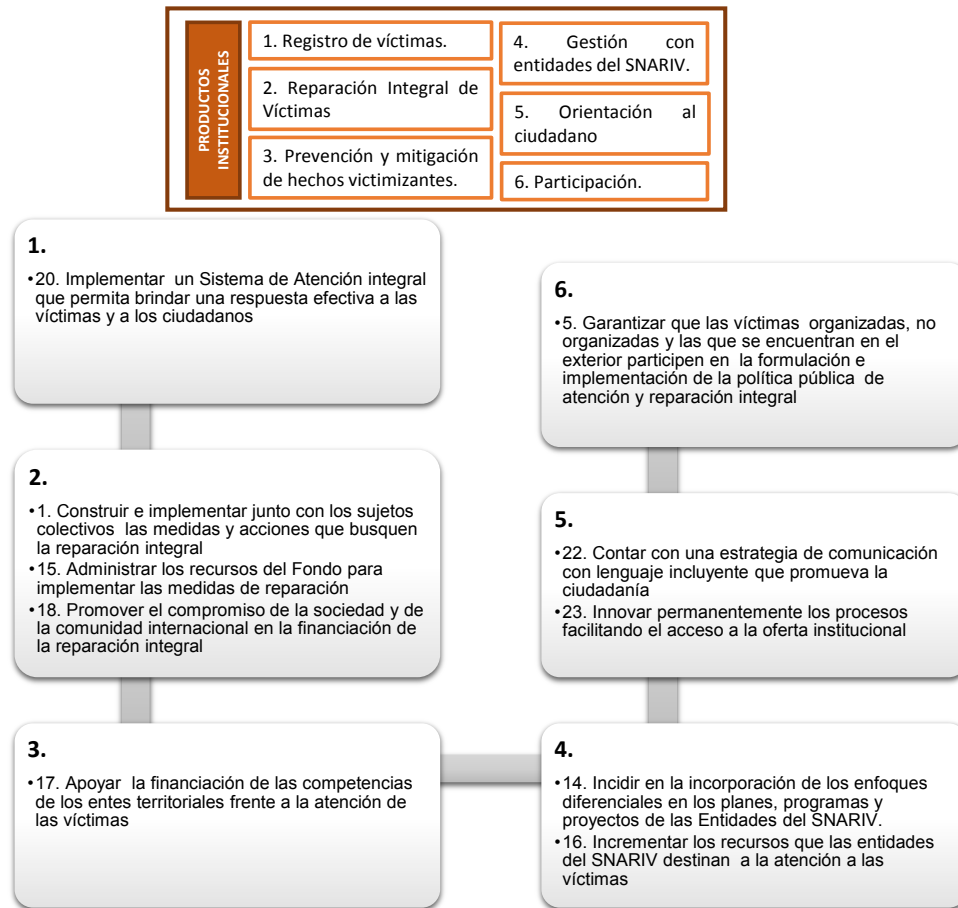 PRODUCTOS
INSTITUCIONALES
1. Registro de víctimas.
2. Reparación Integral de
Víctimas
3. Prevención y mitigación
de hechos victimizantes.
4. Gestión con
entidades del SNARIV.
5. Orientación al
ciudadano
6. Participación.
1.
•20. Implementar un Sistema de Atención integral
que permita brindar una respuesta efectiva a las
víctimas y a los ciudadanos
2.
•1. Construir e implementar junto con los sujetos
colectivos las medidas y acciones que busquen
la reparación integral
•15. Administrar los recursos del Fondo para
implementar las medidas de reparación
•18. Promover el compromiso de la sociedad y de
la comunidad internacional en la financiación de
la reparación integral
3.
•17. Apoyar la financiación de las competencias
de los entes territoriales frente a la atención de
las víctimas
4.
•14. Incidir en la incorporación de los enfoques
diferenciales en los planes, programas y
proyectos de las Entidades del SNARIV.
•16. Incrementar los recursos que las entidades
del SNARIV destinan a la atención a las
víctimas
5.
•22. Contar con una estrategia de comunicación
con lenguaje incluyente que promueva la
ciudadanía
•23. Innovar permanentemente los procesos
facilitando el acceso a la oferta institucional
6.
•5. Garantizar que las víctimas organizadas, no
organizadas y las que se encuentran en el
exterior participen en la formulación e
implementación de la política pública de
atención y reparación integral